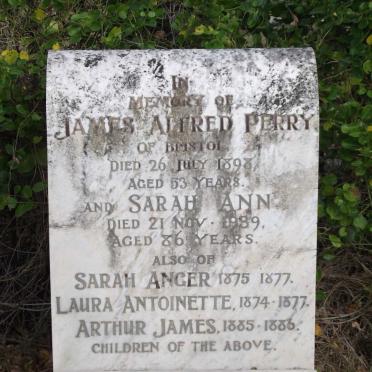 IN
MEMORY OF
JAMES ALFRED PERRY
OF BRISTOL
DIED 26 JULY 1898,
AGED 53 YEARS.
AND SARAH ANN
DIED 21 NOV. 1939,
AGED 86 YEARS.
ALSO OF
SARAH ANGER 1875 1877.
LAURA ANTOINETTE, 1874-1877.
ARTHUR JAMES, 1885-1886.
CHILDREN OF THE ABOVE.